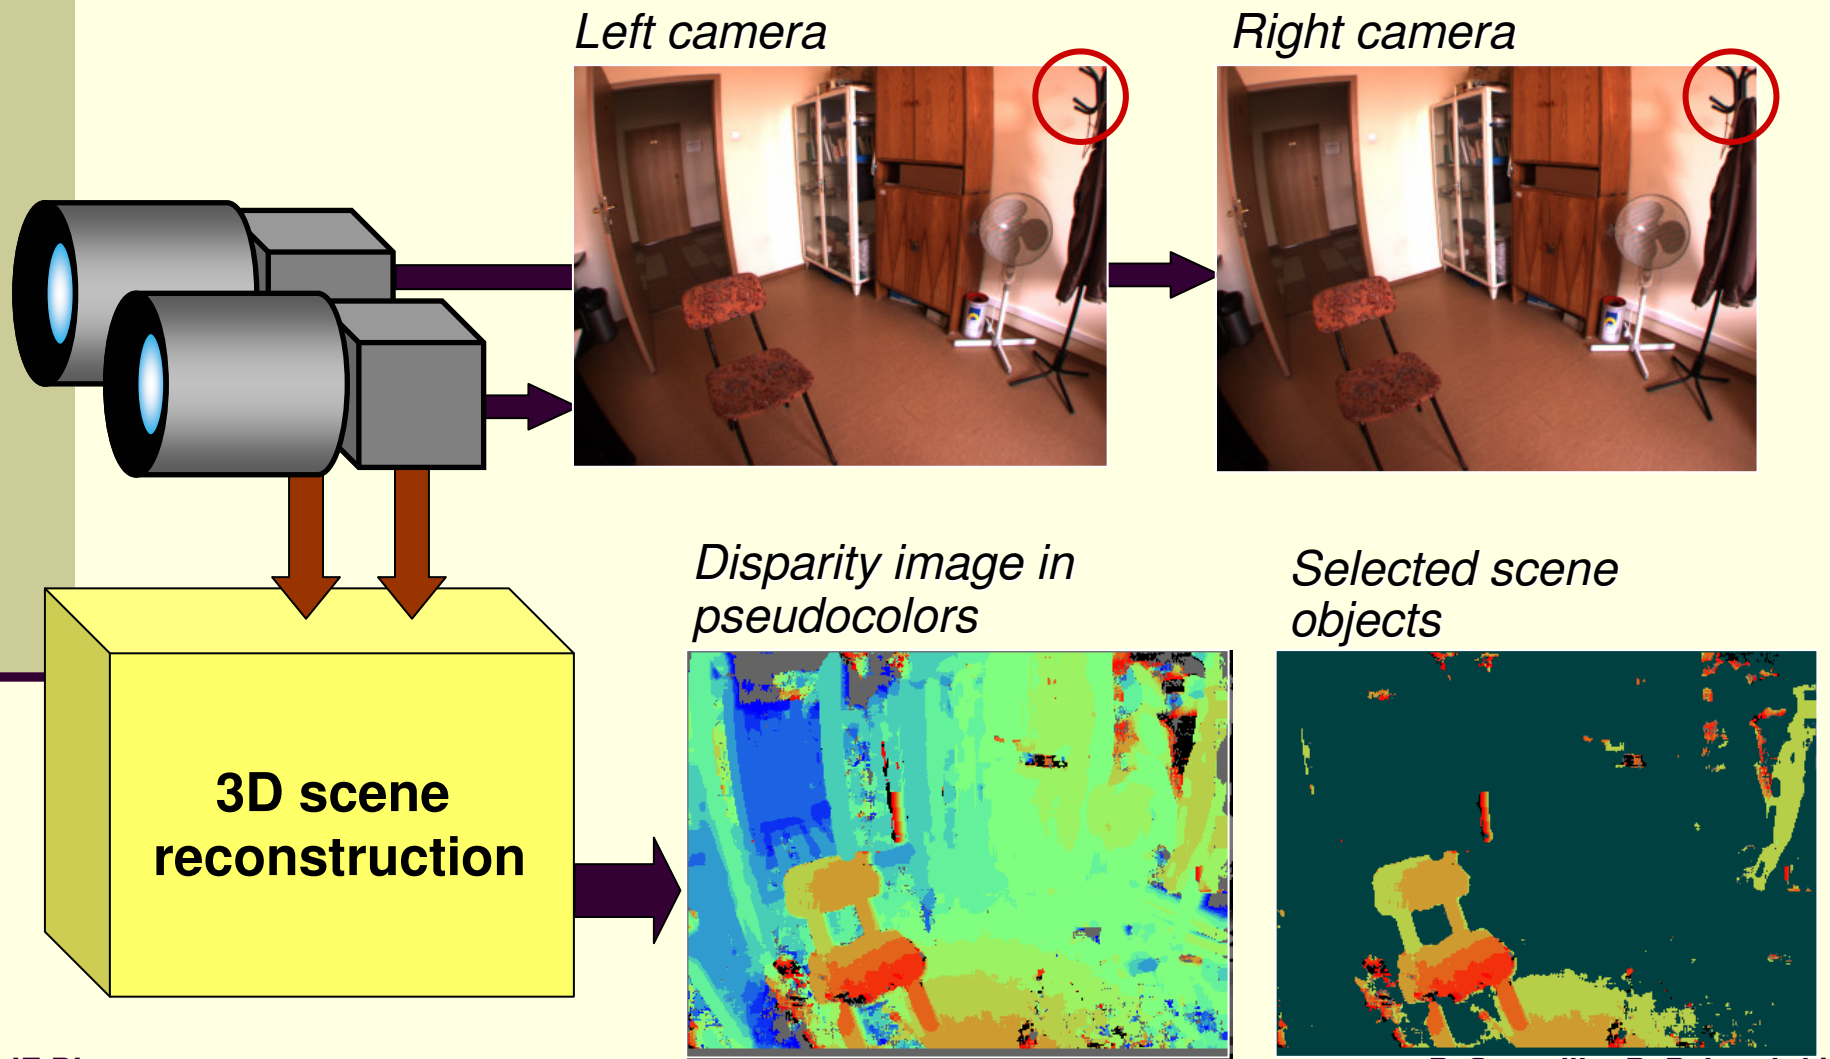 Left camera
Right camera
Disparity image in
pseudocolors
Selected scene
objects
3D scene
reconstruction